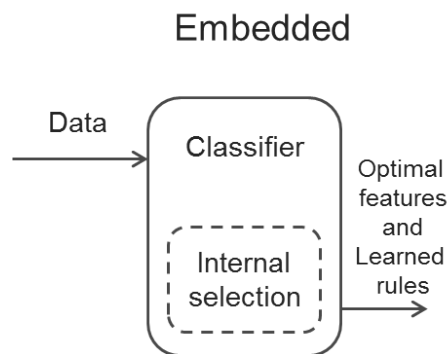 Embedded
Data
Classifier
Internal
selection
Optimal
features
and
Learned
rules